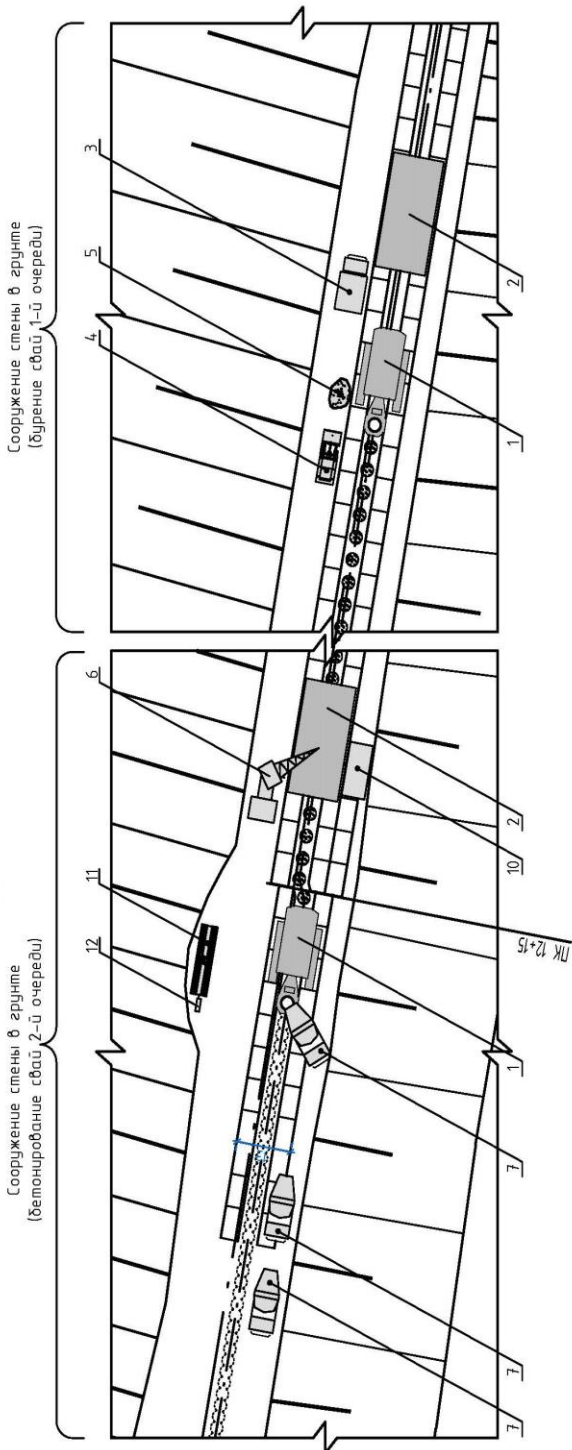 Сооружение стены в грунте
(бетонирование свай 2-й очереди)
Сооружение стены в грунте
(бурение свай 1-й очереди)
12
11
6
4
5
3
7
7
7
1
10
2
1
2
ПК 12+15